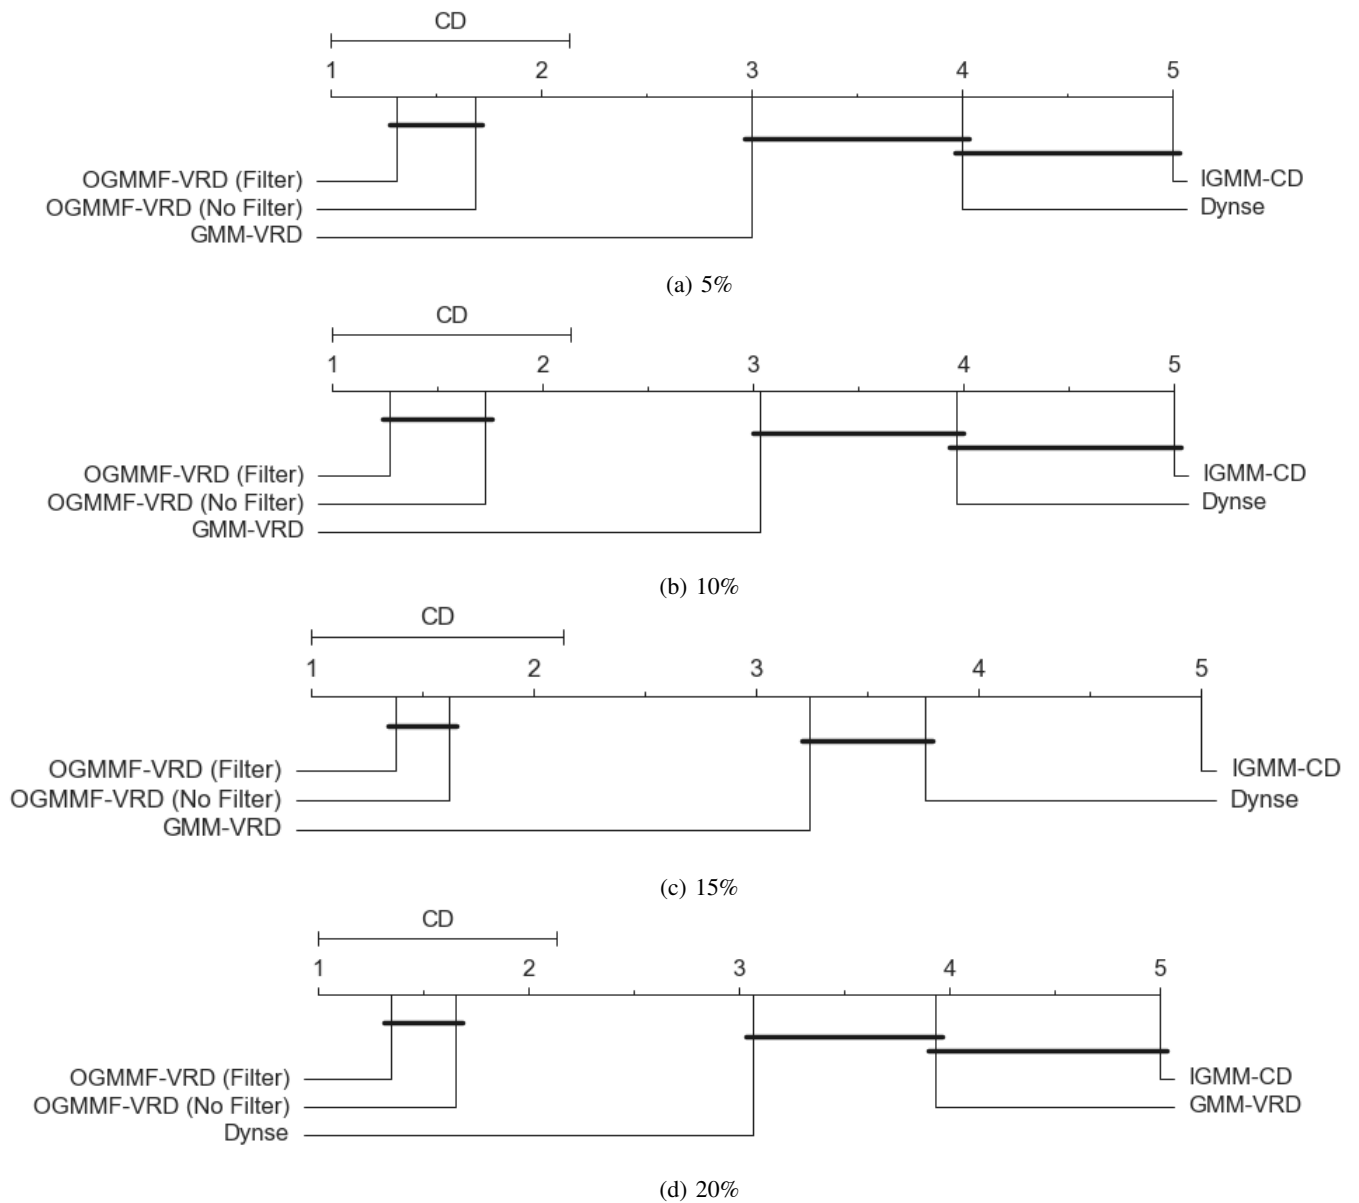 CD
1 2 3 4 5
OGMMF-VRD (Filter) IGMM-CD
OGMMF-VRD (No Filter) Dynse
GMM-VRD
(a) 5%
CD
1 2 3 4 5
OGMMF-VRD (Filter) IGMM-CD
OGMMF-VRD (No Filter) Dynse
GMM-VRD
(b) 10%
CD
1 2 3 4 5
OGMMF-VRD (Filter) IGMM-CD
OGMMF-VRD (No Filter) Dynse
GMM-VRD
(c) 15%
CD
1 2 3 4 5
OGMMF-VRD (Filter) IGMM-CD
OGMMF-VRD (No Filter) GMM-VRD
Dynse
(d) 20%